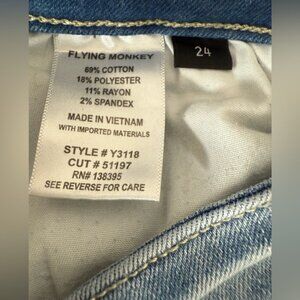 FLYING MONKEY
69% COTTON
18% POLYESTER
11% RAYON
2% SPANDEX
MADE IN VIETNAM
WITH IMPORTED MATERIALS
STYLE # Y3118
CUT # 51197
RN# 138395
SEE REVERSE FOR CARE
24